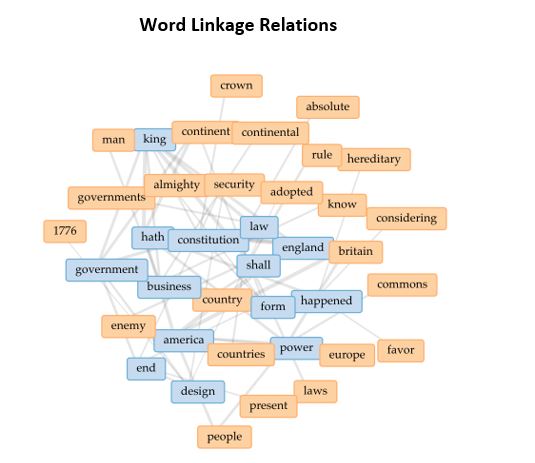 Word Linkage Relations
crown
absolute
continent
continental
man
king
rule
hereditary
almighty
security
adopted
governments
know
considering
law
1776
hath
constitution
england
britain
shall
government
business
commons
country
form
happened
enemy
america
power
countries
europe
favor
end
design
laws
present
people